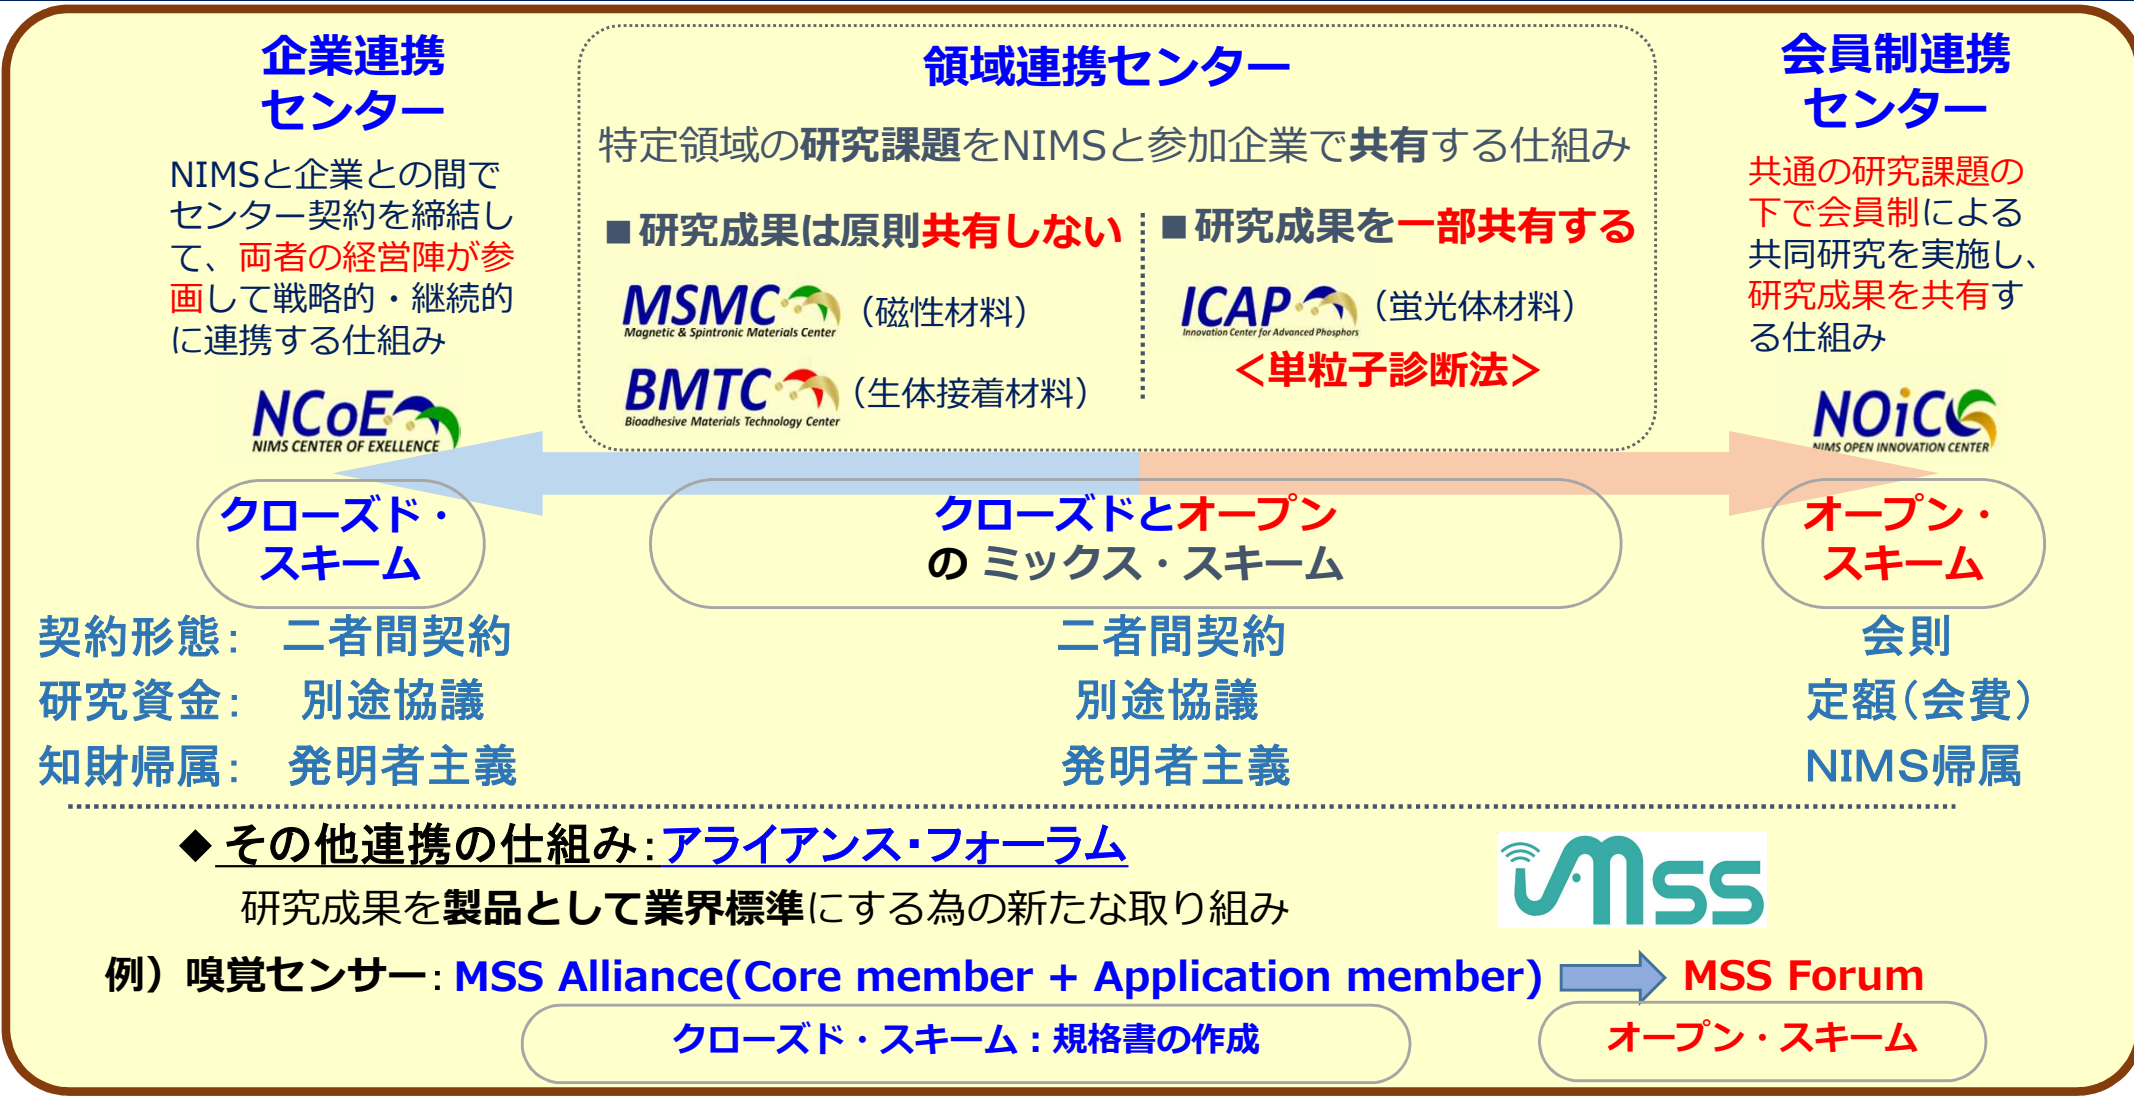 企業連携
センター
NIMSと企業との間で
センター契約を締結し
て、両者の経営陣が参
画して戦略的・継続的
に連携する仕組み
NCoE
NIMS CENTER OF EXELLENCE
領域連携センター
特定領域の研究課題をNIMSと参加企業で共有する仕組み
■研究成果は原則共有しない
MSMC（磁性材料）
Magnetic & Spintronic Materials Center
BMTC（生体接着材料）
Bioadhesive Materials Technology Center
■研究成果を一部共有する
ICAP（蛍光体材料）
Innovation Center for Advanced Phosphors
＜単粒子診断法＞
会員制連携
センター
共通の研究課題の
下で会員制による
共同研究を実施し、
研究成果を共有す
る仕組み
NOiC
NIMS OPEN INNOVATION CENTER
クローズド・
スキーム
クローズドとオープン
の ミックス・スキーム
オープン・
スキーム
契約形態： 二者間契約 二者間契約 会則
研究資金： 別途協議 別途協議 定額（会費）
知財帰属： 発明者主義 発明者主義 NIMS帰属
◆その他連携の仕組み：アライアンス・フォーラム
研究成果を製品として業界標準にする為の新たな取り組み
MSS
例）嗅覚センサー：MSS Alliance(Core member + Application member) MSS Forum
クローズド・スキーム：規格書の作成
オープン・スキーム